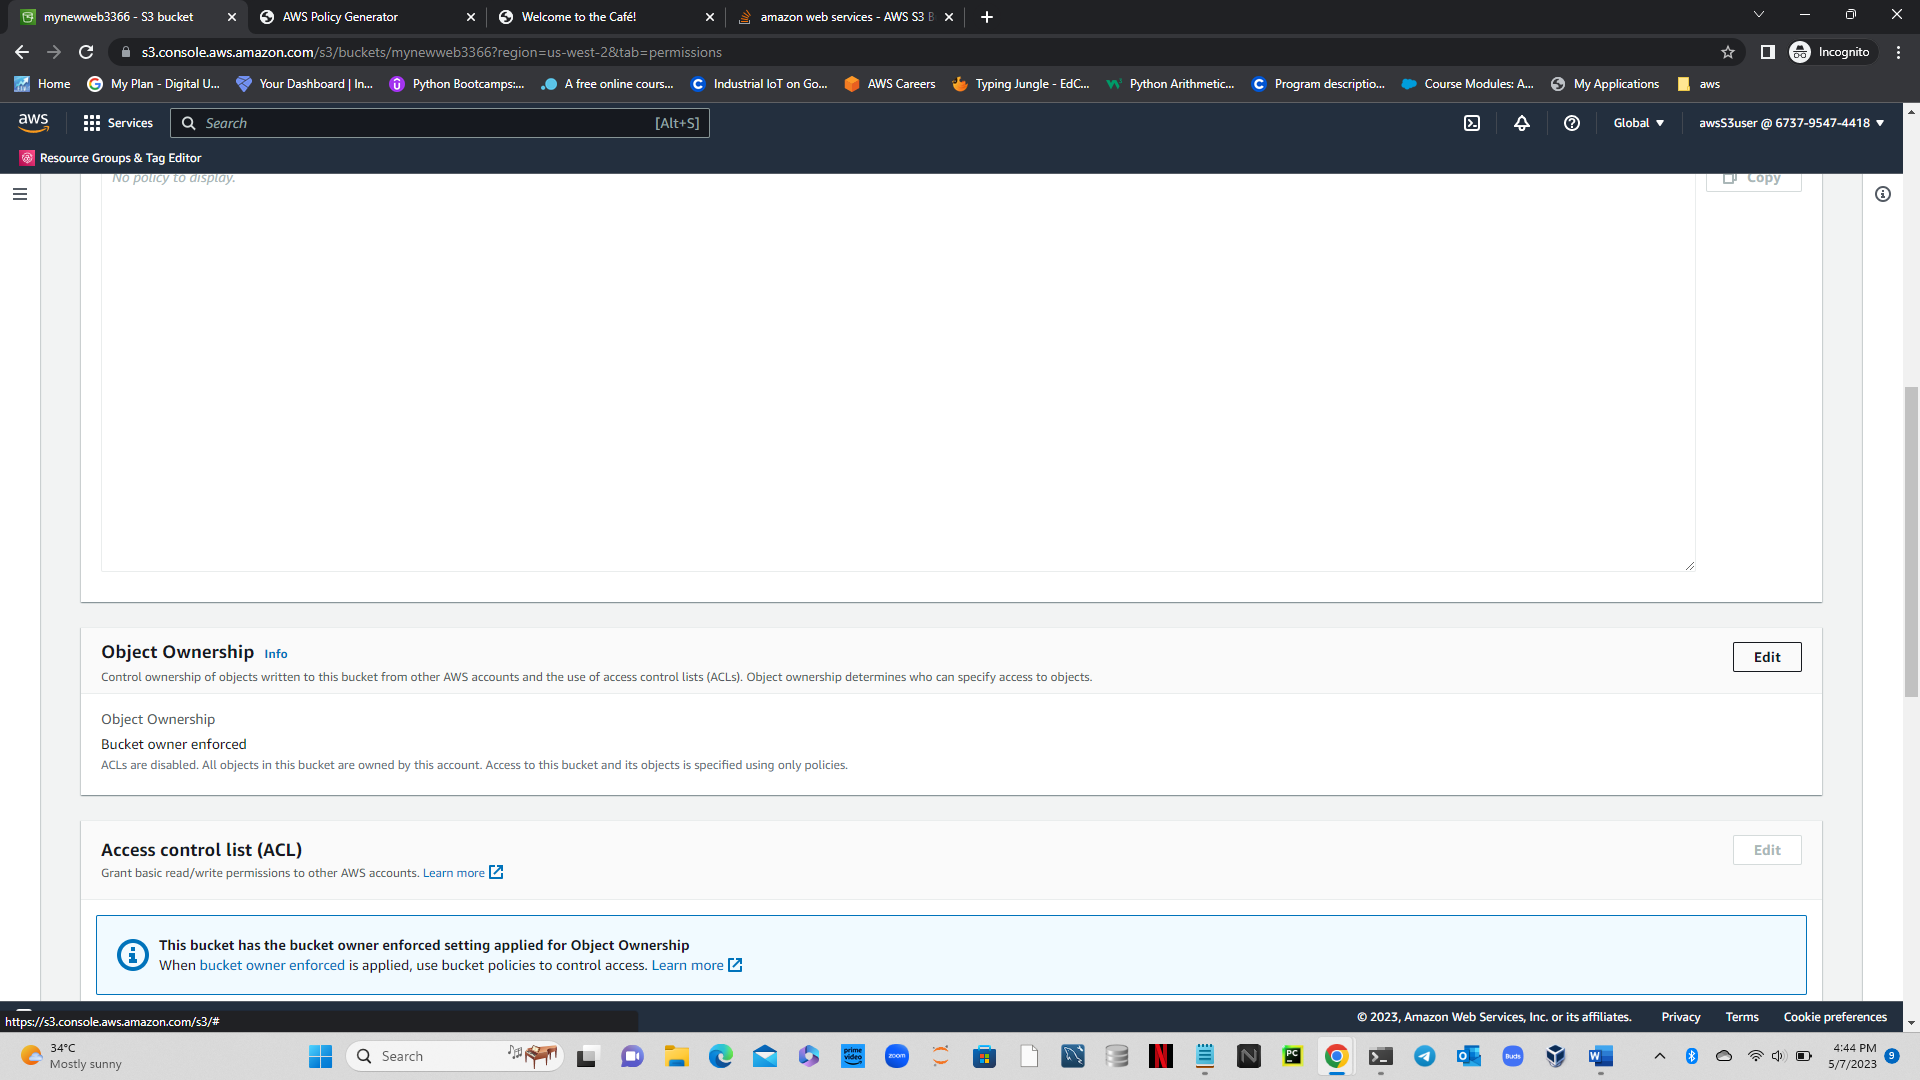 mynewweb3366 - S3 bucket
AWS Policy Generator
Welcome to the Café!
amazon web services - AWS S3 B
s3.console.aws.amazon.com/s3/buckets/mynewweb3366?region=us-west-2&tab=permissions
Incognito
Home
My Plan - Digital U...
Your Dashboard | In...
Python Bootcamps:...
A free online cours...
Industrial IoT on Go...
AWS Careers
Typing Jungle - EdC...
Python Arithmetic...
Program descriptio...
Course Modules: A...
My Applications
aws
aws
Services
Search
[Alt+S]
Global
awsS3user @ 6737-9547-4418
Resource Groups & Tag Editor
No policy to display.
Copy
Object Ownership Info
Edit
Control ownership of objects written to this bucket from other AWS accounts and the use of access control lists (ACLs). Object ownership determines who can specify access to objects.
Object Ownership
Bucket owner enforced
ACLs are disabled. All objects in this bucket are owned by this account. Access to this bucket and its objects is specified using only policies.
Access control list (ACL)
Edit
Grant basic read/write permissions to other AWS accounts. Learn more
This bucket has the bucket owner enforced setting applied for Object Ownership
When bucket owner enforced is applied, use bucket policies to control access. Learn more
https://s3.console.aws.amazon.com/s3/#
© 2023, Amazon Web Services, Inc. or its affiliates.
Privacy
Terms
Cookie preferences
34°C
Mostly sunny
Search
prime video
zoom
PC
Buds
4:44 PM
5/7/2023
9